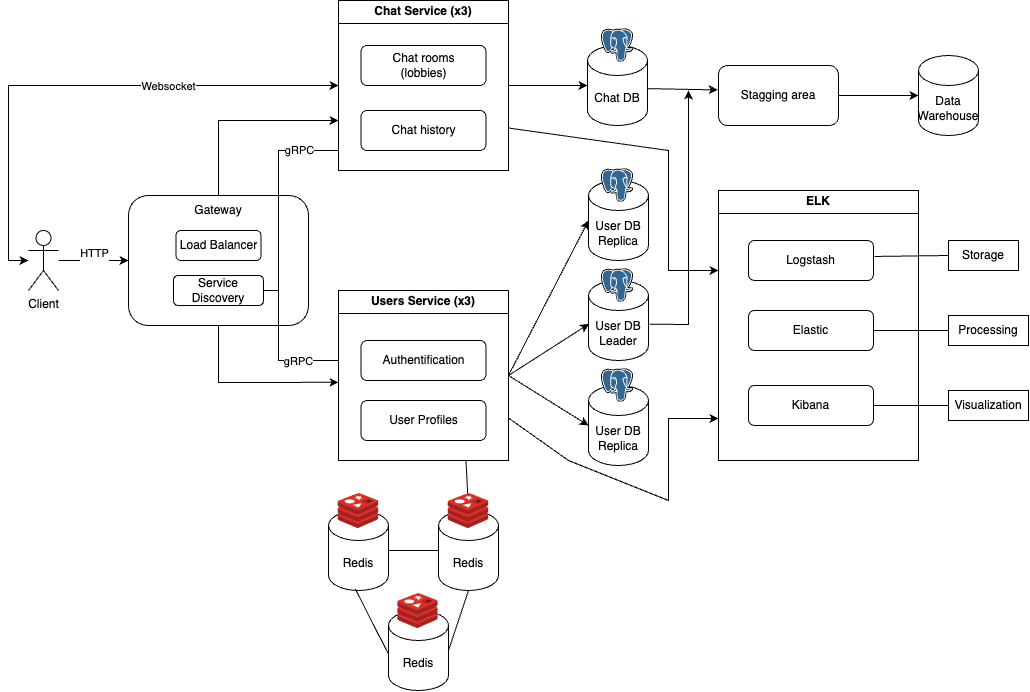 Chat Service (x3)
Chat rooms
(lobbies)
Chat history
Websocket
gRPC
Chat DB
Stagging area
Data
Warehouse
Gateway
Load Balancer
Service
Discovery
HTTP
Client
User DB
Replica
User DB
Leader
User DB
Replica
ELK
Logstash
Storage
Elastic
Processing
Kibana
Visualization
Users Service (x3)
Authentification
User Profiles
gRPC
Redis
Redis
Redis